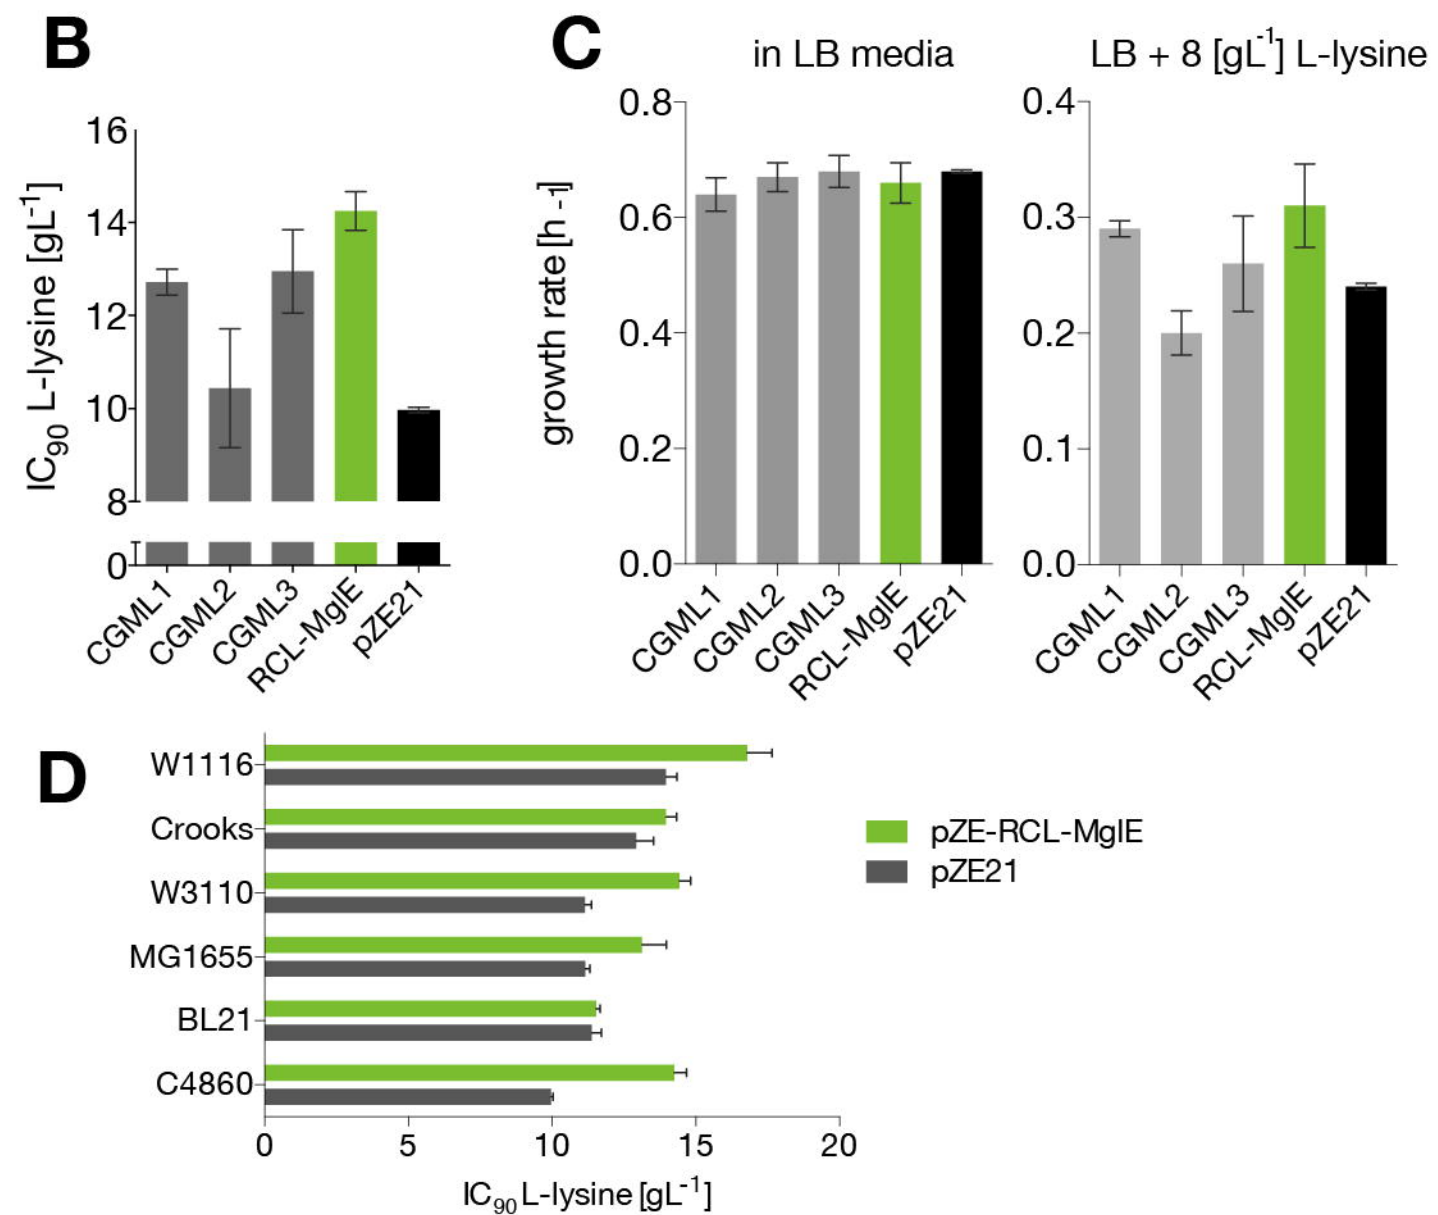 B
IC90 L-lysine [gL-1]
16
14
12
10
8
0
CGML1
CGML2
CGML3
RCL-MglE
pZE21
C
growth rate [h -1]
in LB media
0.8
0.6
0.4
0.2
0.0
CGML1
CGML2
CGML3
RCL-MglE
pZE21
LB + 8 [gL-1] L-lysine
0.4
0.3
0.2
0.1
0.0
CGML1
CGML2
CGML3
RCL-MglE
pZE21
D
W1116
Crooks
W3110
MG1655
BL21
C4860
0 5 10 15 20
IC90 L-lysine [gL-1]
pZE-RCL-MglE
pZE21